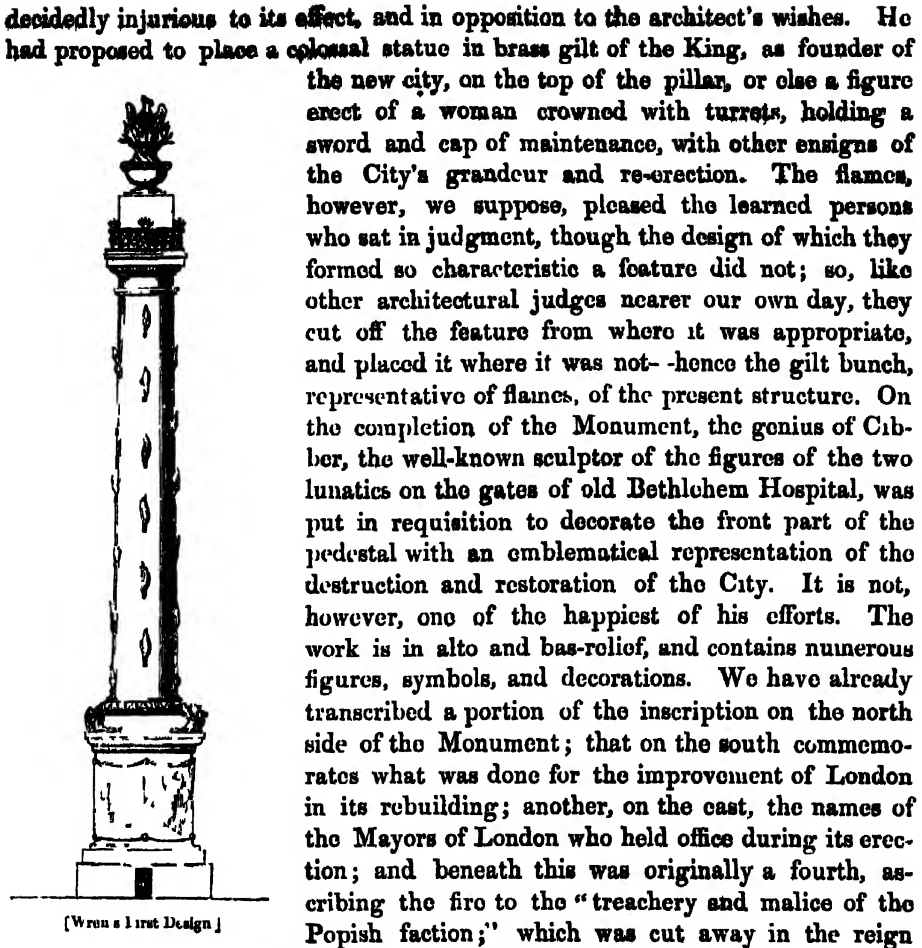 decidedly injurious to its effect, and in opposition to the architect's wishes. He
had proposed to place a colossal statue in brass gilt of the King, as founder of
the new city, on the top of the pillar, or else a figure
erect of a woman crowned with turrets, holding a
sword and cap of maintenance, with other ensigns of
the City's grandeur and re-erection. The flames,
however, we suppose, pleased the learned persons
who sat in judgment, though the design of which they
formed so characteristic a feature did not; so, like
other architectural judges nearer our own day, they
cut off the feature from where it was appropriate,
and placed it where it was not--hence the gilt bunch,
representative of flames, of the present structure. On
the completion of the Monument, the genius of Cib-
ber, the well-known sculptor of the figures of the two
lunatics on the gates of old Bethlehem Hospital, was
put in requisition to decorate the front part of the
pedestal with an emblematical representation of the
destruction and restoration of the City. It is not,
however, one of the happiest of his efforts. The
work is in alto and bas-relief, and contains numerous
figures, symbols, and decorations. We have already
transcribed a portion of the inscription on the north
side of the Monument; that on the south commemo-
rates what was done for the improvement of London
in its rebuilding; another, on the east, the names of
the Mayors of London who held office during its erec-
tion; and beneath this was originally a fourth, as-
cribing the fire to the "treachery and malice of the
Popish faction;" which was cut away in the reign
[Wren's First Design]